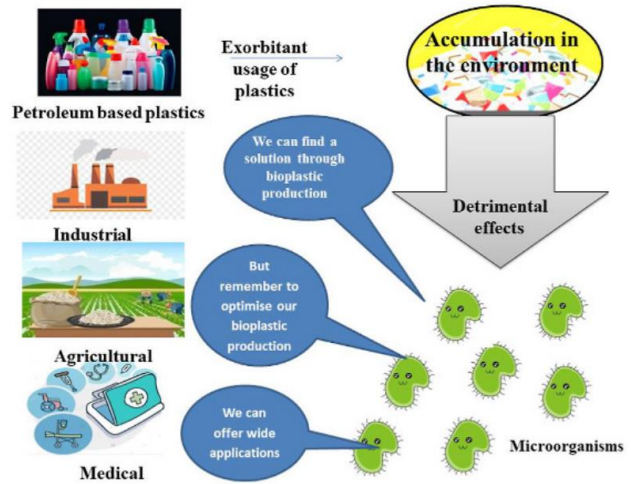 Exorbitant
usage of
plastics
Accumulation in
the environment
Petroleum based plastics
We can find a
solution through
bioplastic
production
Detrimental
effects
Industrial
But
remember to
optimise our
bioplastic
production
Agricultural
We can
offer wide
applications
Microorganisms
Medical